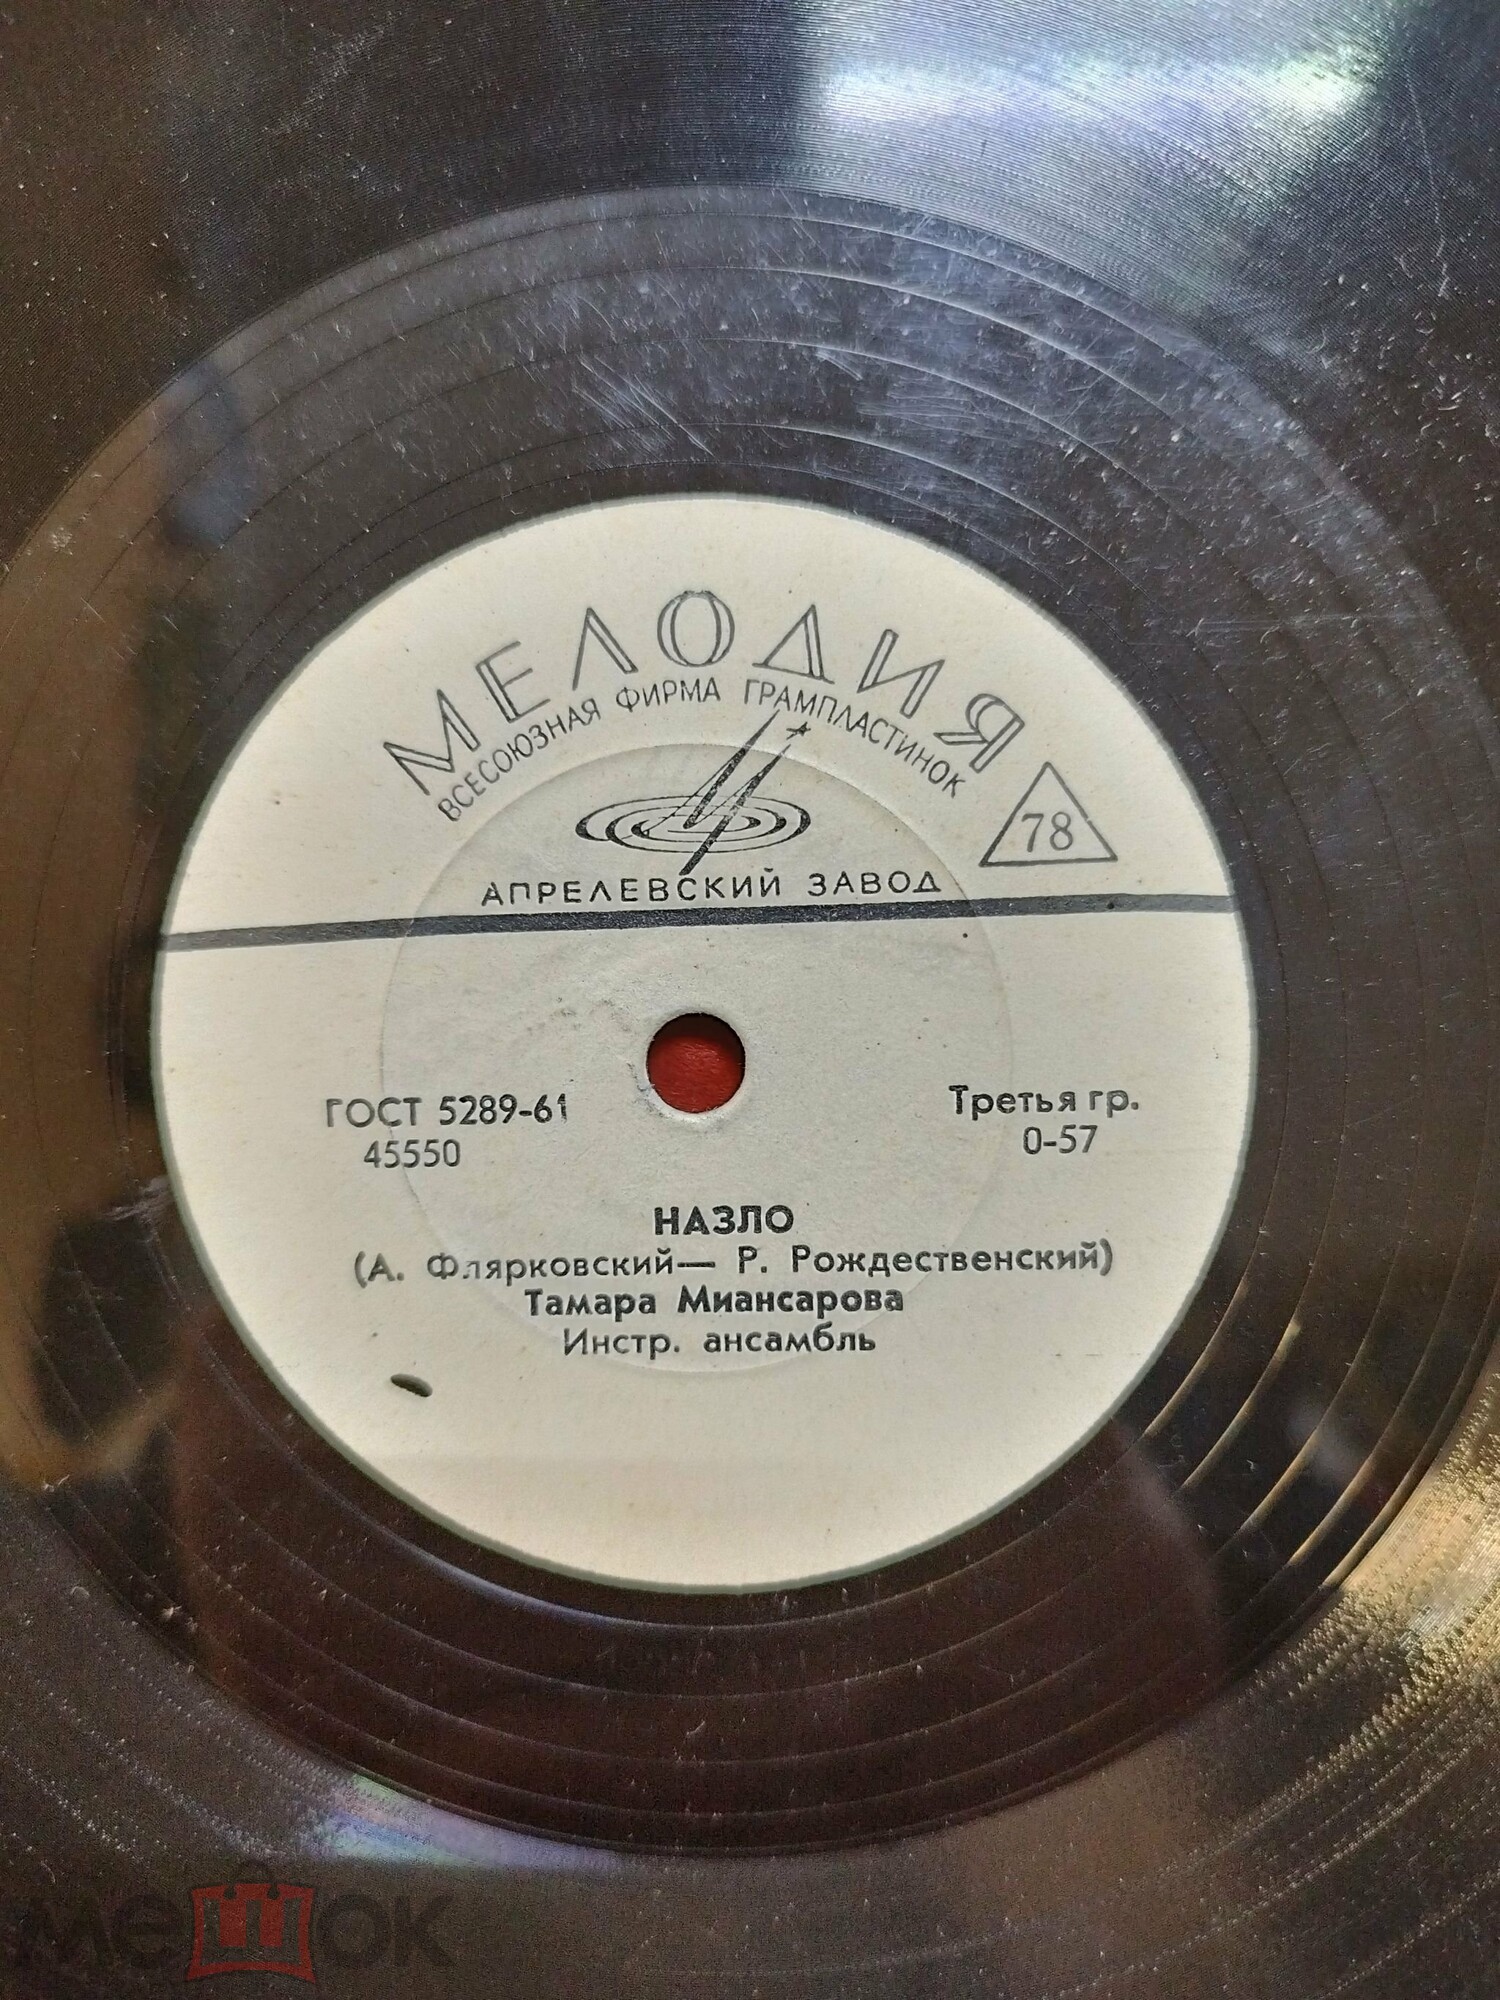 МЕЛОДИЯ
ВСЕСОЮЗНАЯ ФИРМА ГРАМПЛАСТИНОК
78
АПРЕЛЕВСКИЙ ЗАВОД
ГОСТ 5289-61
45550
Третья гр.
0-57
НАЗЛО
(А. Флярковский— Р. Рождественский)
Тамара Миансарова
Инстр. ансамбль
мешок